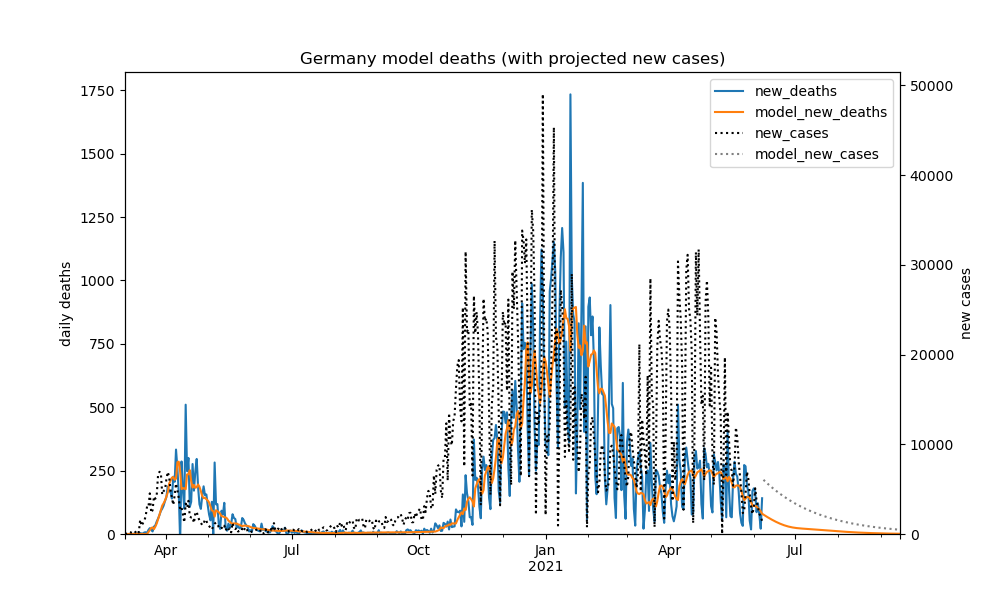 Germany model deaths (with projected new cases)
new_deaths
model_new_deaths
new_cases
model_new_cases
daily deaths
1750
1500
1250
1000
750
500
250
0
50000
40000
30000
20000
10000
0
new cases
Apr
Jul
Oct
Jan
2021
Apr
Jul